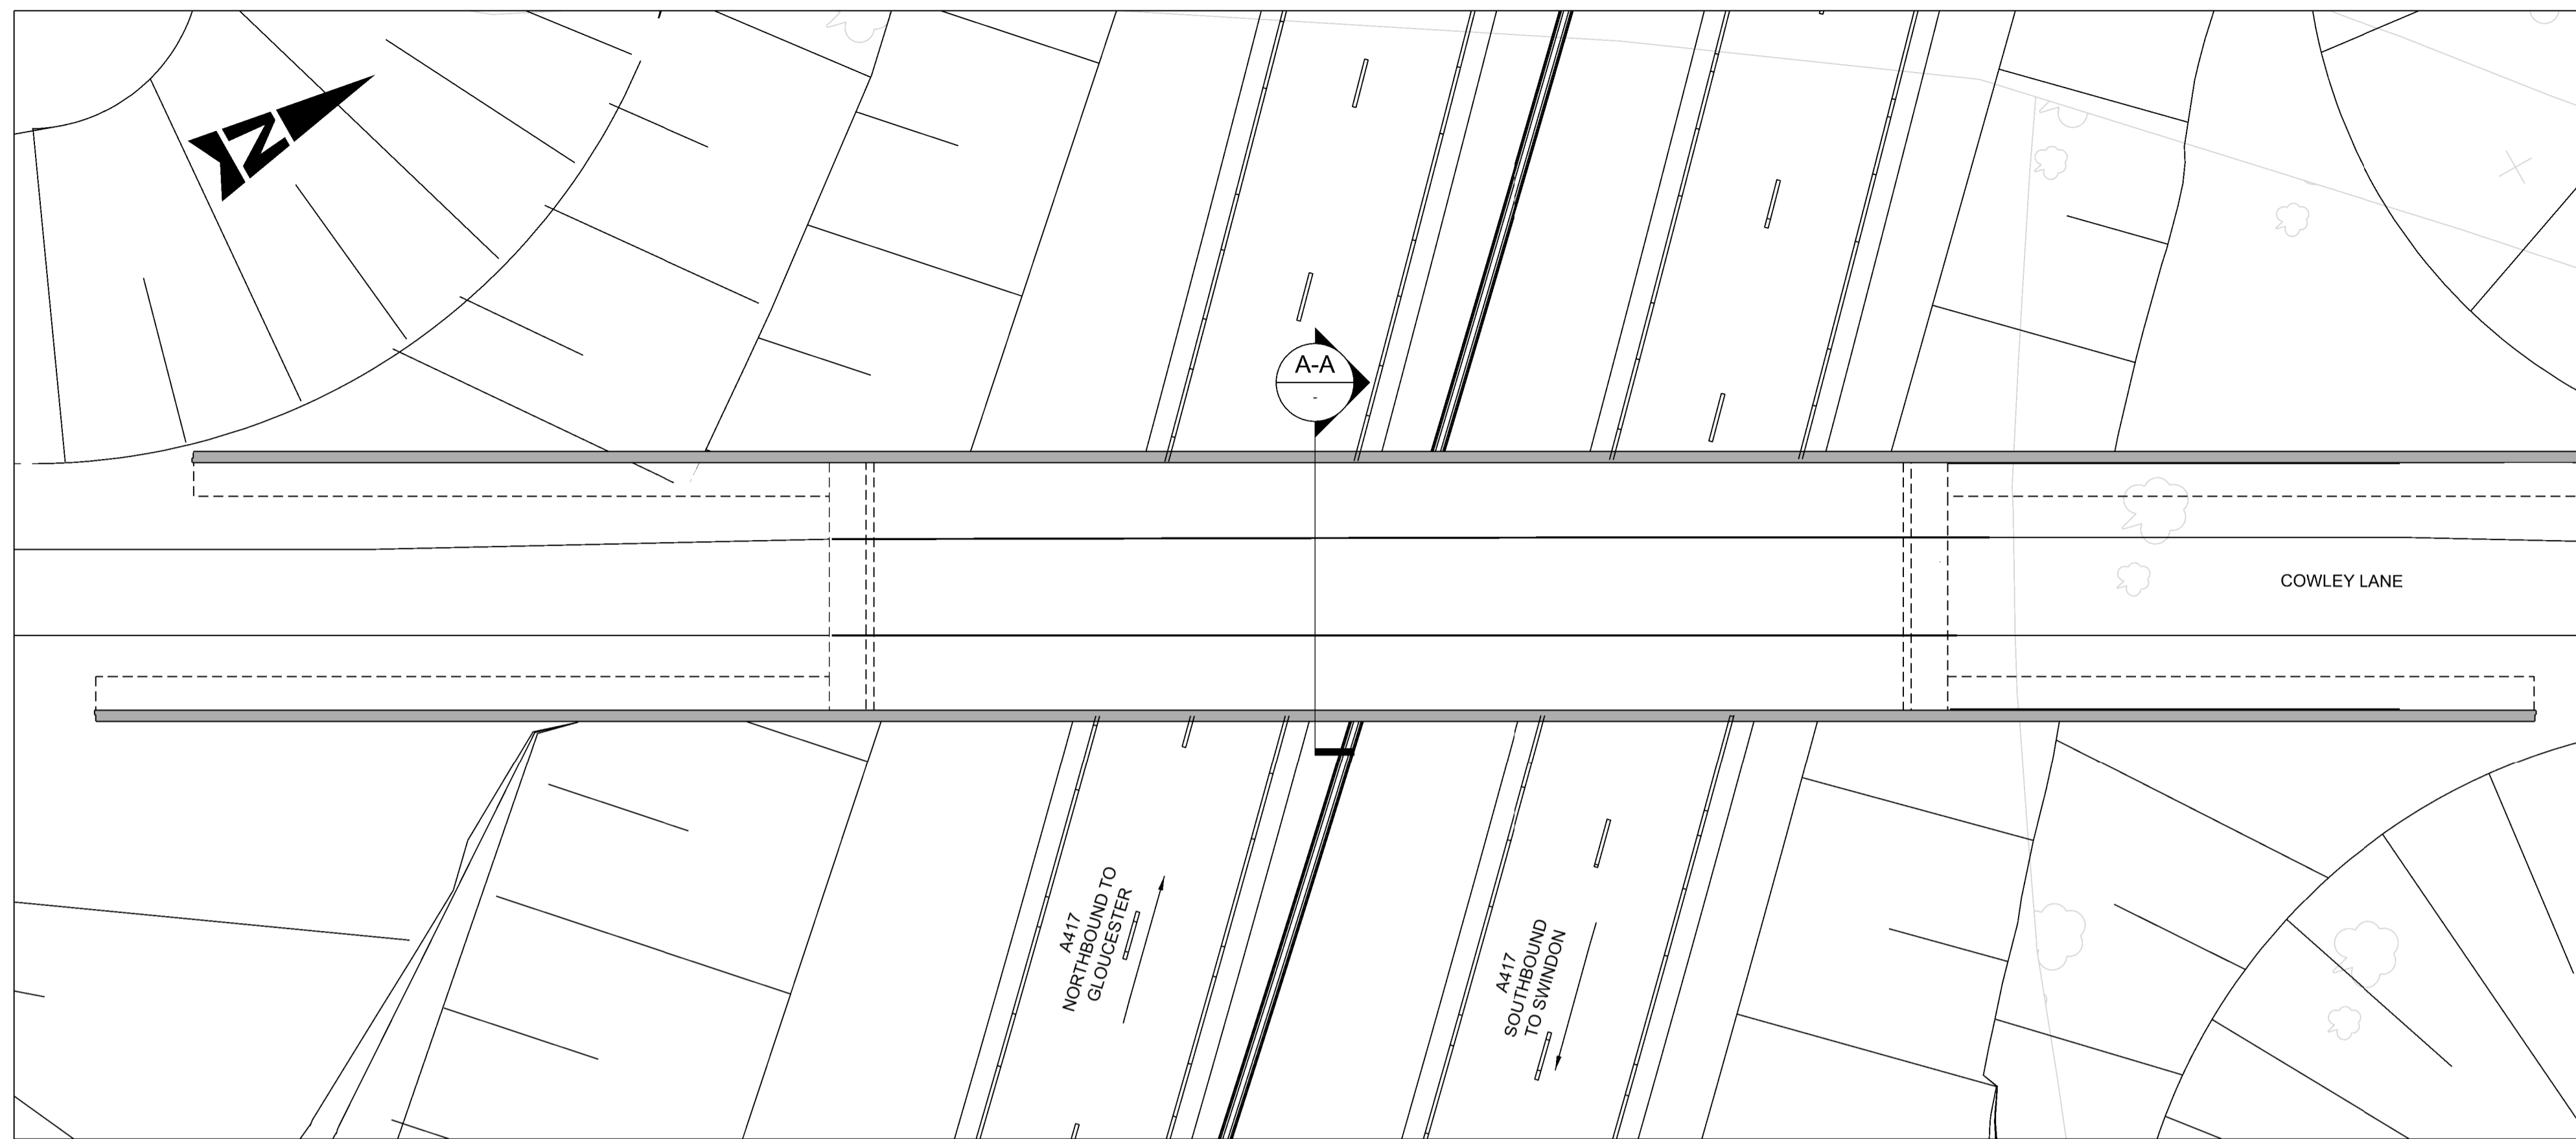 N
A-A
-
COWLEY LANE
A417
NORTHBOUND TO
GLOUCESTER
A417
SOUTHBOUND
TO SWINDON